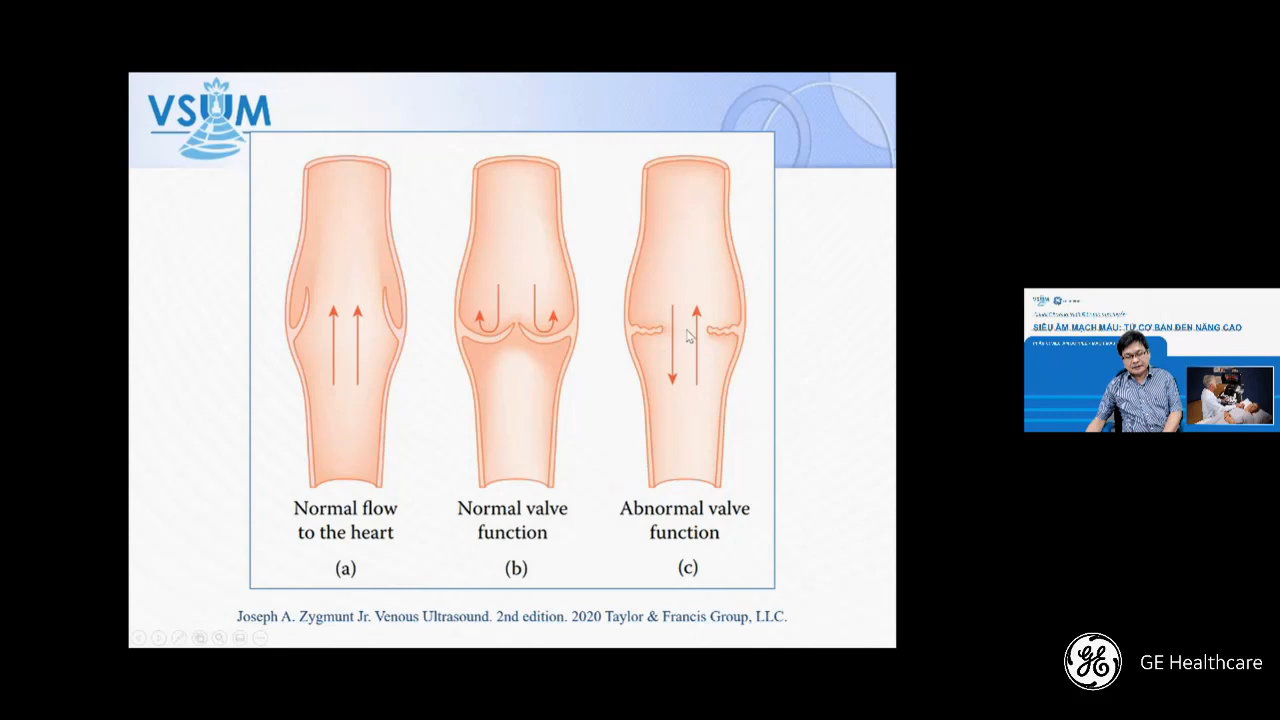 VSUM
Normal flow
to the heart
(a)
Normal valve
function
(b)
Abnormal valve
function
(c)
Joseph A. Zygmunt Jr. Venous Ultrasound. 2nd edition. 2020 Taylor & Francis Group, LLC.
VSUM
SIÊU ÂM MẠCH MÁU: TỪ CƠ BẢN ĐẾN NÂNG CAO
GE Healthcare